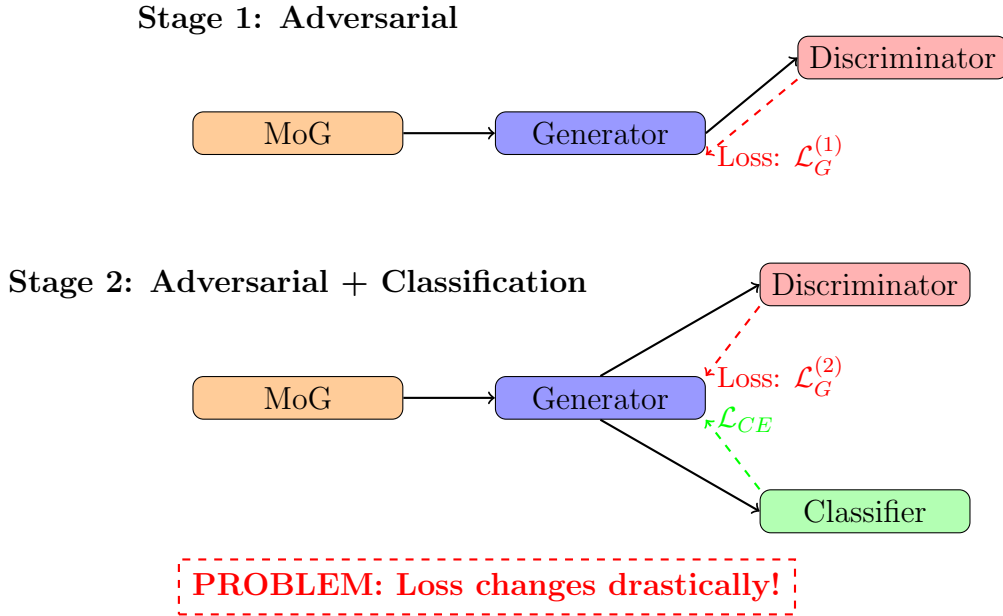 Stage 1: Adversarial
Discriminator
MoG
Generator
Loss: $\mathcal{L}_G^{(1)}$
Stage 2: Adversarial + Classification
Discriminator
Loss: $\mathcal{L}_G^{(2)}$
MoG
Generator
$\mathcal{L}_{CE}$
Classifier
PROBLEM: Loss changes drastically!